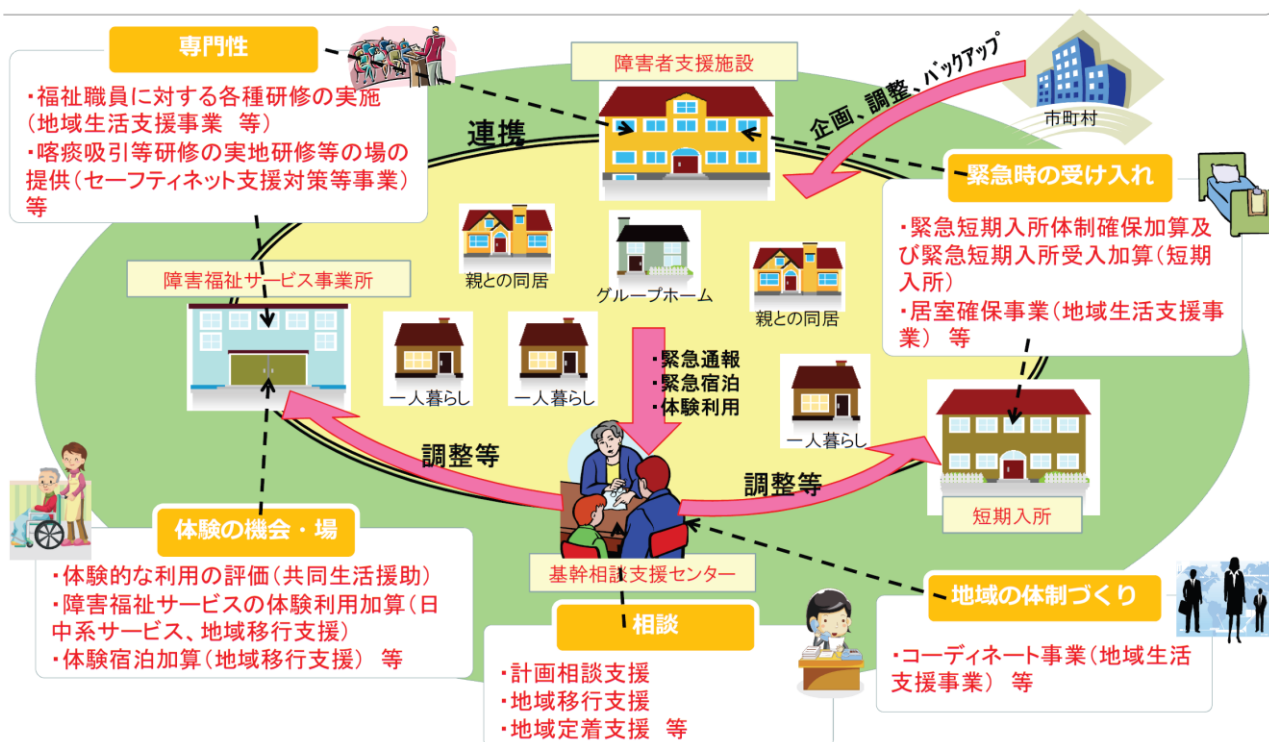 専門性
・福祉職員に対する各種研修の実施
(地域生活支援事業 等)
・喀痰吸引等研修の実地研修等の場の
提供(セーフティネット支援対策等事業)
等
障害者支援施設
企画、調整、バックアップ
市町村
連携
緊急時の受け入れ
・緊急短期入所体制確保加算及
び緊急短期入所受入加算(短期
入所)
・居室確保事業(地域生活支援事
業) 等
障害福祉サービス事業所
親との同居
グループホーム
親との同居
一人暮らし
一人暮らし
・緊急通報
・緊急宿泊
・体験利用
一人暮らし
調整等
調整等
短期入所
体験の機会・場
・体験的な利用の評価(共同生活援助)
・障害福祉サービスの体験利用加算(日
中系サービス、地域移行支援)
・体験宿泊加算(地域移行支援) 等
基幹相談支援センター
相談
・計画相談支援
・地域移行支援
・地域定着支援 等
地域の体制づくり
・コーディネート事業(地域生活
支援事業) 等